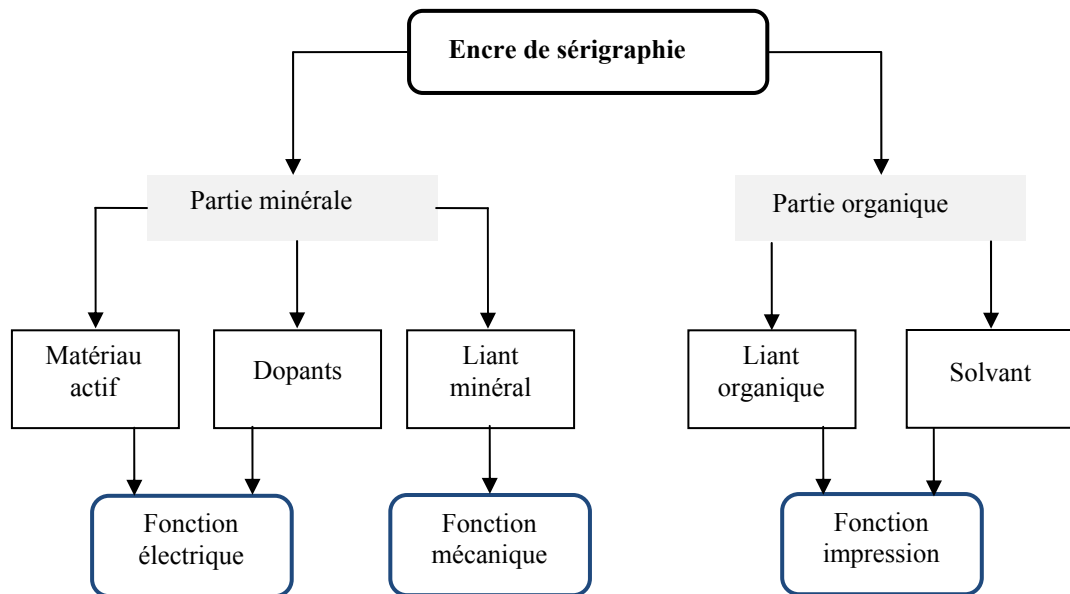 Encre de sérigraphie
Partie minérale
Partie organique
Matériau
actif
Dopants
Liant
minéral
Liant
organique
Solvant
Fonction
électrique
Fonction
mécanique
Fonction
impression